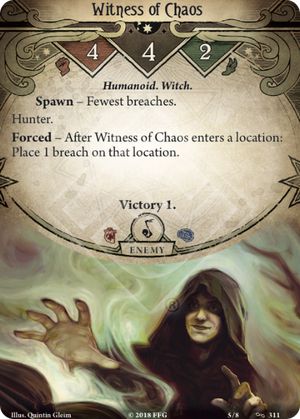 Witness of Chaos
4 4 2
Humanoid. Witch.
Spawn – Fewest breaches.
Hunter.
Forced – After Witness of Chaos enters a location:
Place 1 breach on that location.
Victory 1.
ENEMY
Illus. Quintin Gleim © 2018 FFG 5/8 311